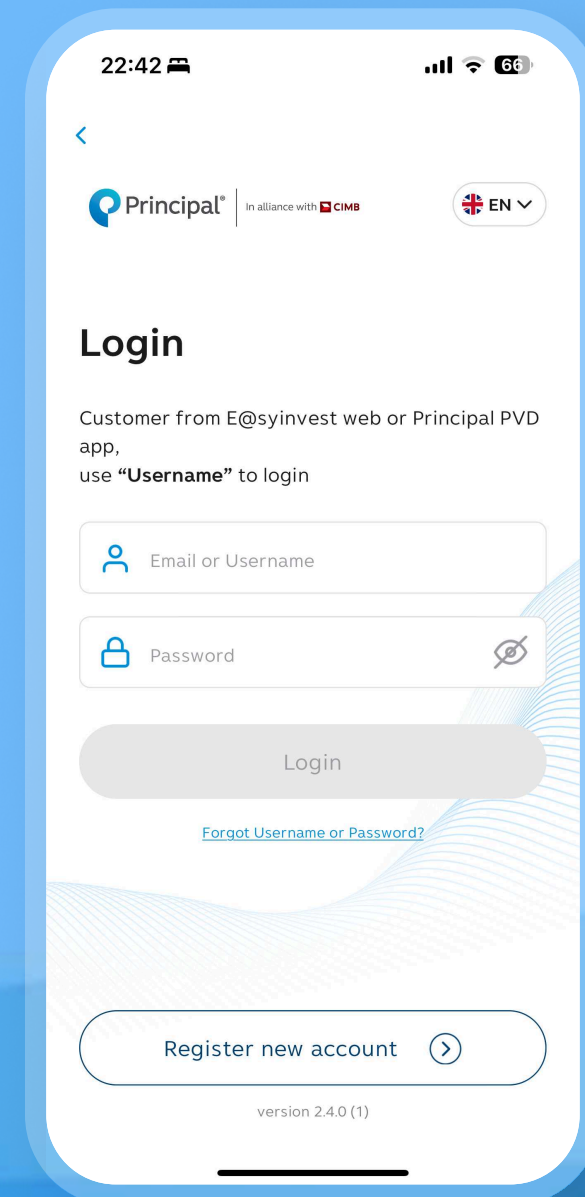 22:42
66
Principal®
In alliance with CIMB
EN
Login
Customer from E@syinvest web or Principal PVD
app,
use “Username” to login
Email or Username
Password
Login
Forgot Username or Password?
Register new account
version 2.4.0 (1)